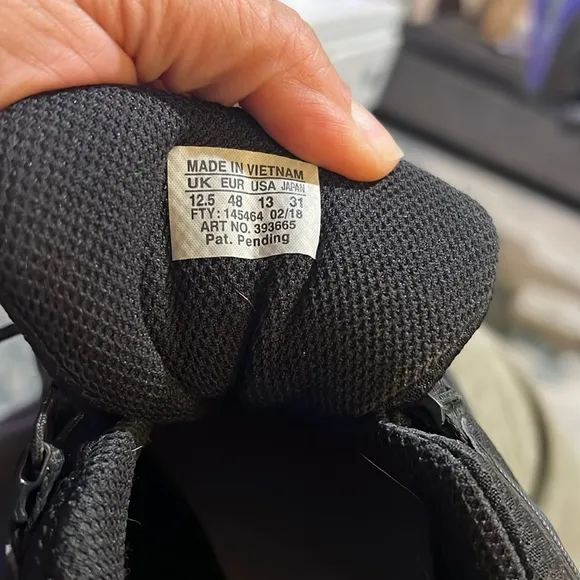 MADE IN VIETNAM
UK EUR USA JAPAN
12.5 48 13 31
FTY: 145464 02/18
ART NO. 393665
Pat. Pending